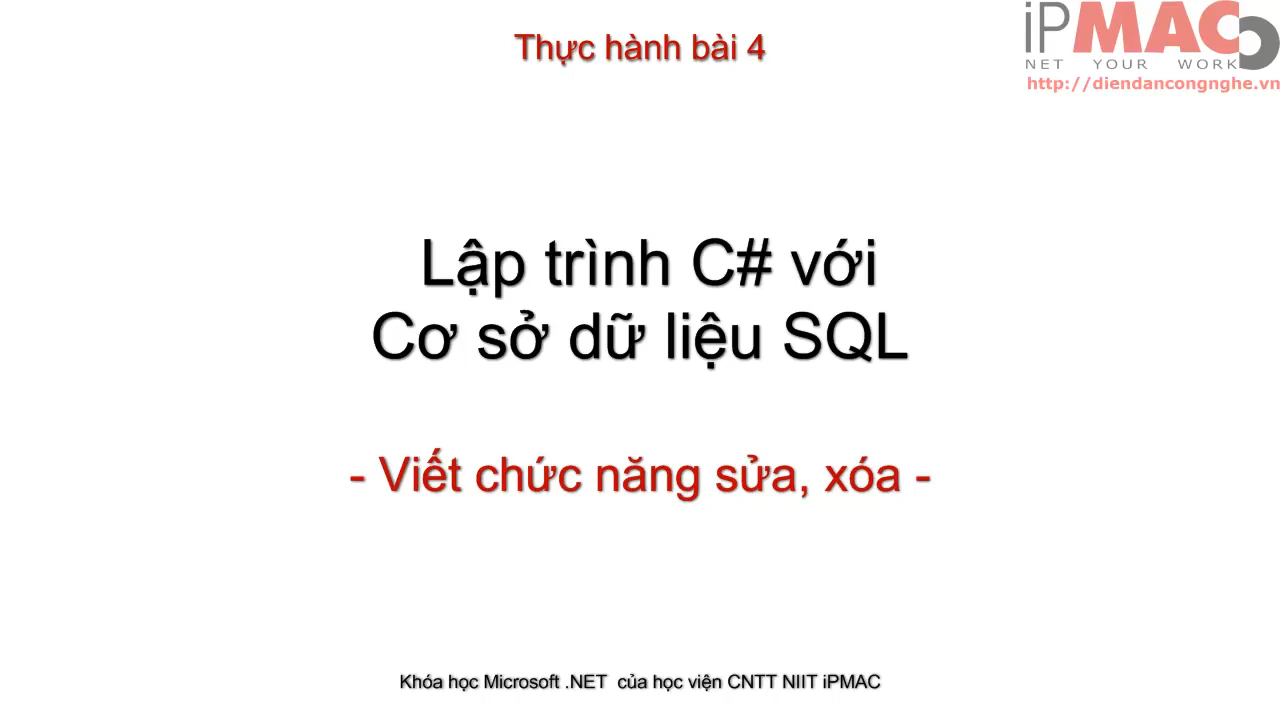 Thực hành bài 4
iPMAC
NET YOUR WORK
http://diendancongnghe.vn
Lập trình C# với
Cơ sở dữ liệu SQL
- Viết chức năng sửa, xóa -
Khóa học Microsoft .NET của học viện CNTT NIIT iPMAC